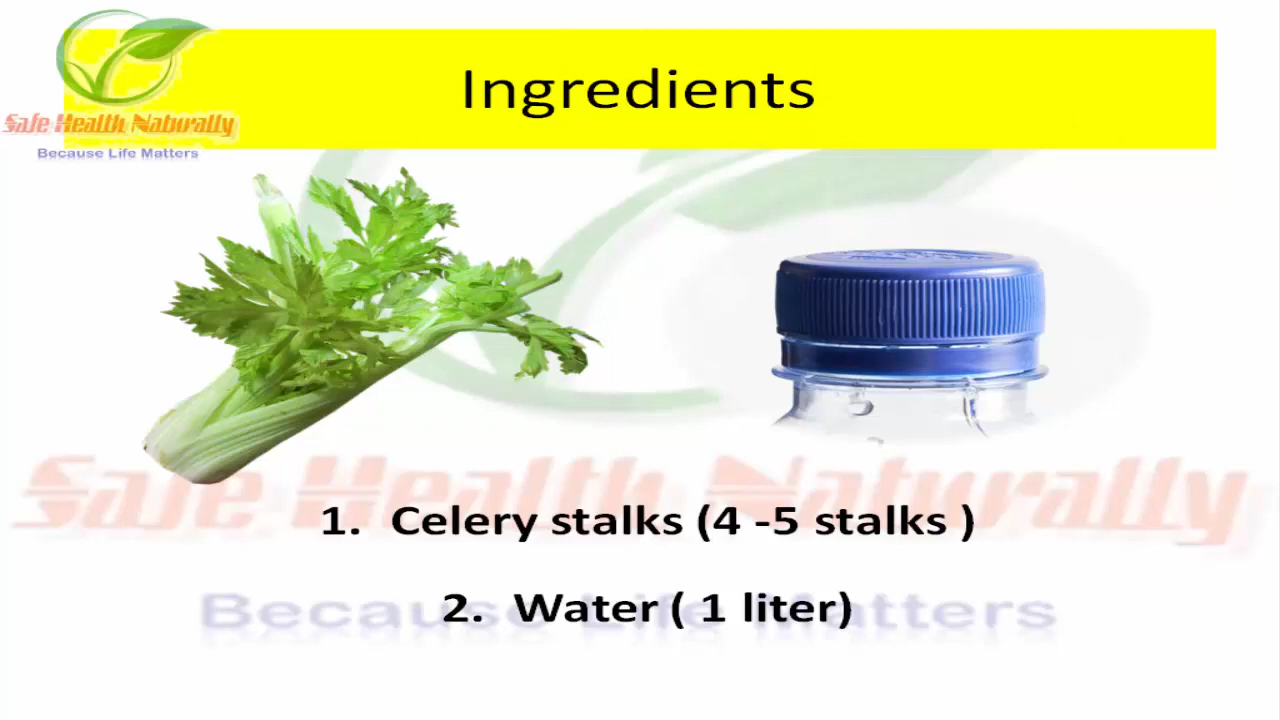 Ingredients
Safe Health Naturally
Because Life Matters
Safe Health Naturally
1. Celery stalks (4 -5 stalks )
Because Life Matters
2. Water ( 1 liter)